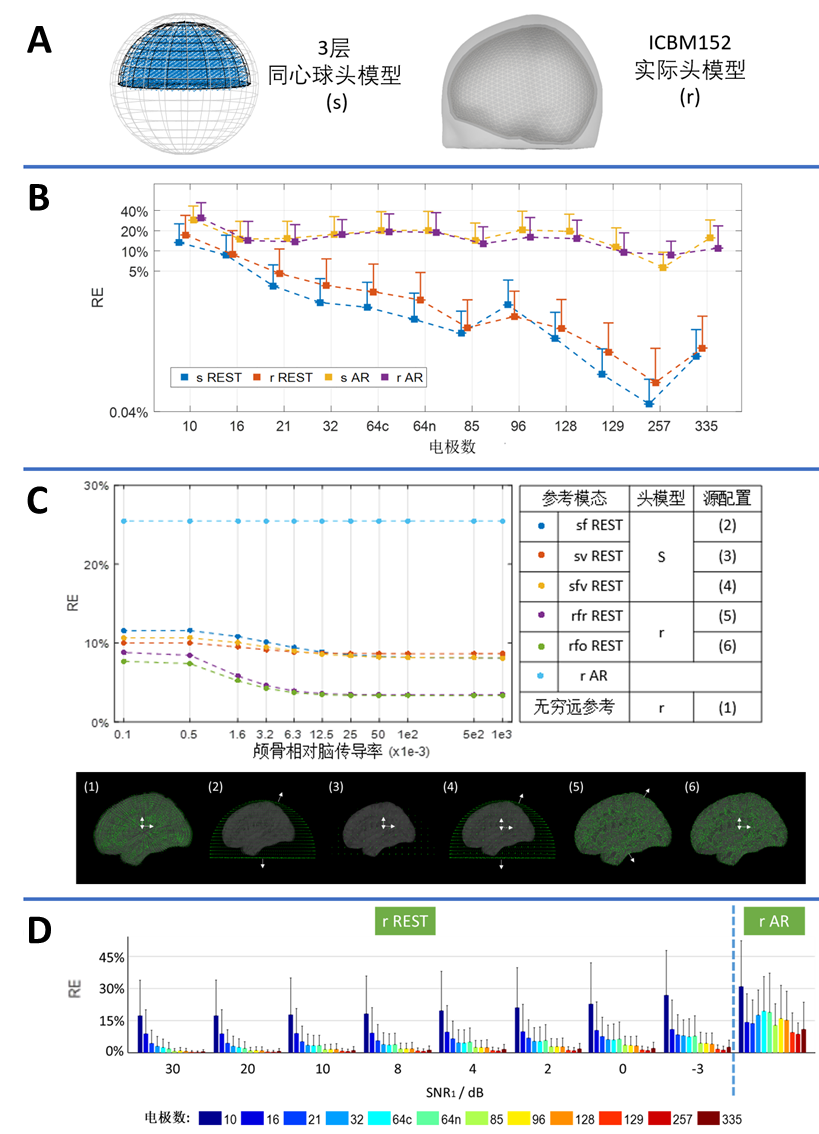 A
3层
同心球头模型
(s)
ICBM152
实际头模型
(r)
B
40%
20%
10%
5%
0.04%
RE
s REST
r REST
s AR
r AR
10 16 21 32 64c 64n 85 96 128 129 257 335
电极数
C
30%
20%
10%
0%
RE
0.1 0.5 1.6 3.2 6.3 12.5 25 50 1e2 5e2 1e3
颅骨相对脑传导率 (x1e-3)
参考模态 头模型 源配置
sf REST S (2)
sv REST (3)
sfv REST (4)
rfr REST r (5)
rfo REST (6)
r AR
无穷远参考 r (1)
(1) (2) (3) (4) (5) (6)
D
r REST
r AR
45%
30%
15%
0%
RE
30 20 10 8 4 2 0 -3
SNR₁ / dB
电极数: 10 16 21 32 64c 64n 85 96 128 129 257 335